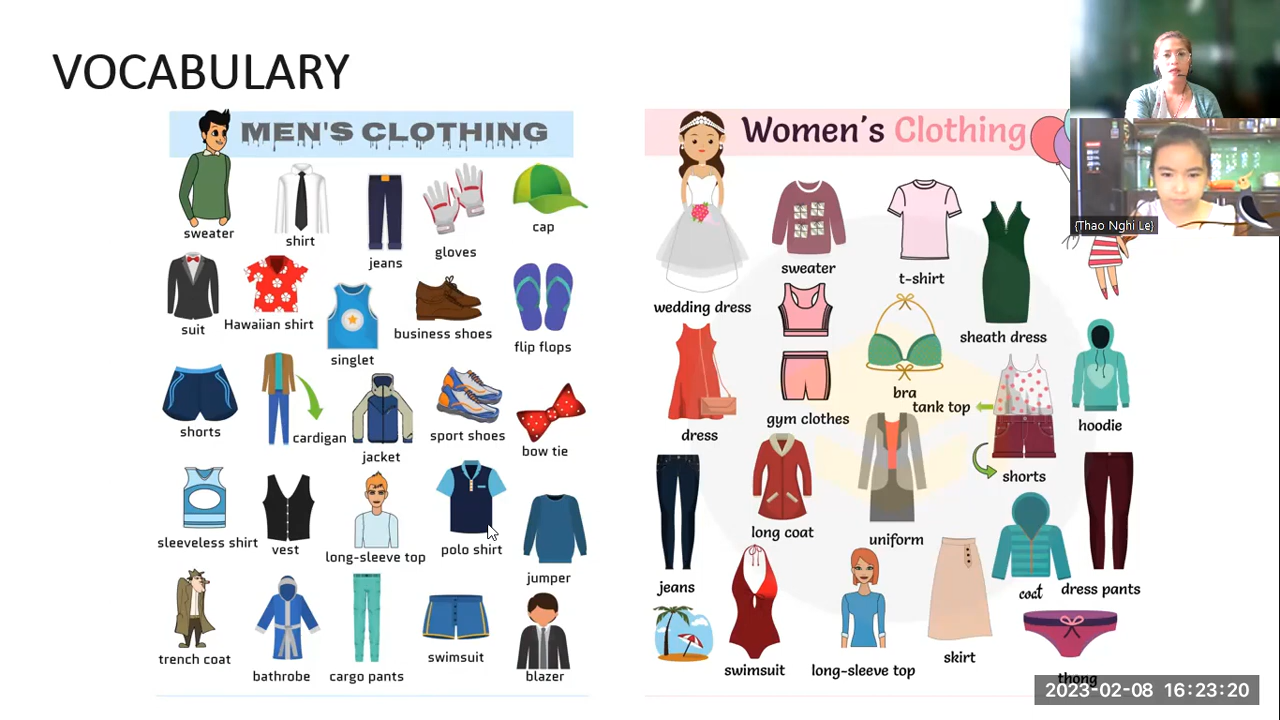 VOCABULARY
MEN'S CLOTHING
sweater
shirt
jeans
gloves
cap
suit
Hawaiian shirt
singlet
business shoes
flip flops
shorts
cardigan
jacket
sport shoes
bow tie
sleeveless shirt
vest
long-sleeve top
polo shirt
jumper
trench coat
bathrobe
cargo pants
swimsuit
blazer
Women's Clothing
wedding dress
sweater
t-shirt
sheath dress
dress
gym clothes
bra
tank top
hoodie
shorts
long coat
uniform
jeans
coat
dress pants
swimsuit
long-sleeve top
skirt
thong
{Thao Nghi Le}
2023-02-08 16:23:20